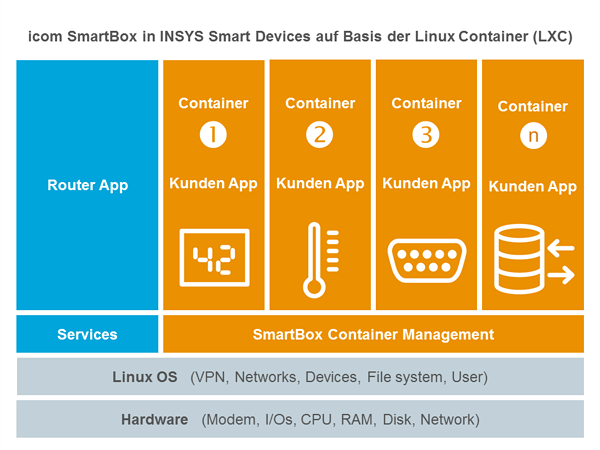 icom SmartBox in INSYS Smart Devices auf Basis der Linux Container (LXC)
Router App
Container
1
Kunden App
42
Container
2
Kunden App
Container
3
Kunden App
Container
n
Kunden App
Services
SmartBox Container Management
Linux OS (VPN, Networks, Devices, File system, User)
Hardware (Modem, I/Os, CPU, RAM, Disk, Network)